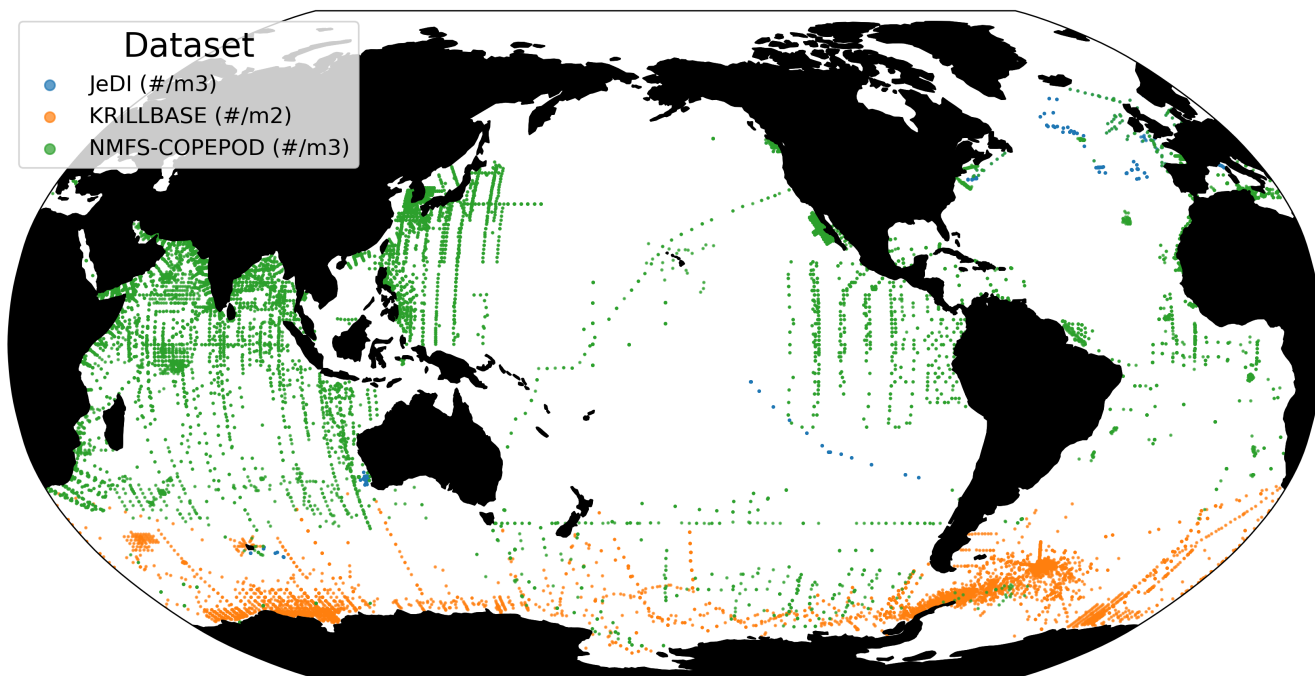 Dataset
JeDI (#/m3)
KRILLBASE (#/m2)
NMFS-COPEPOD (#/m3)